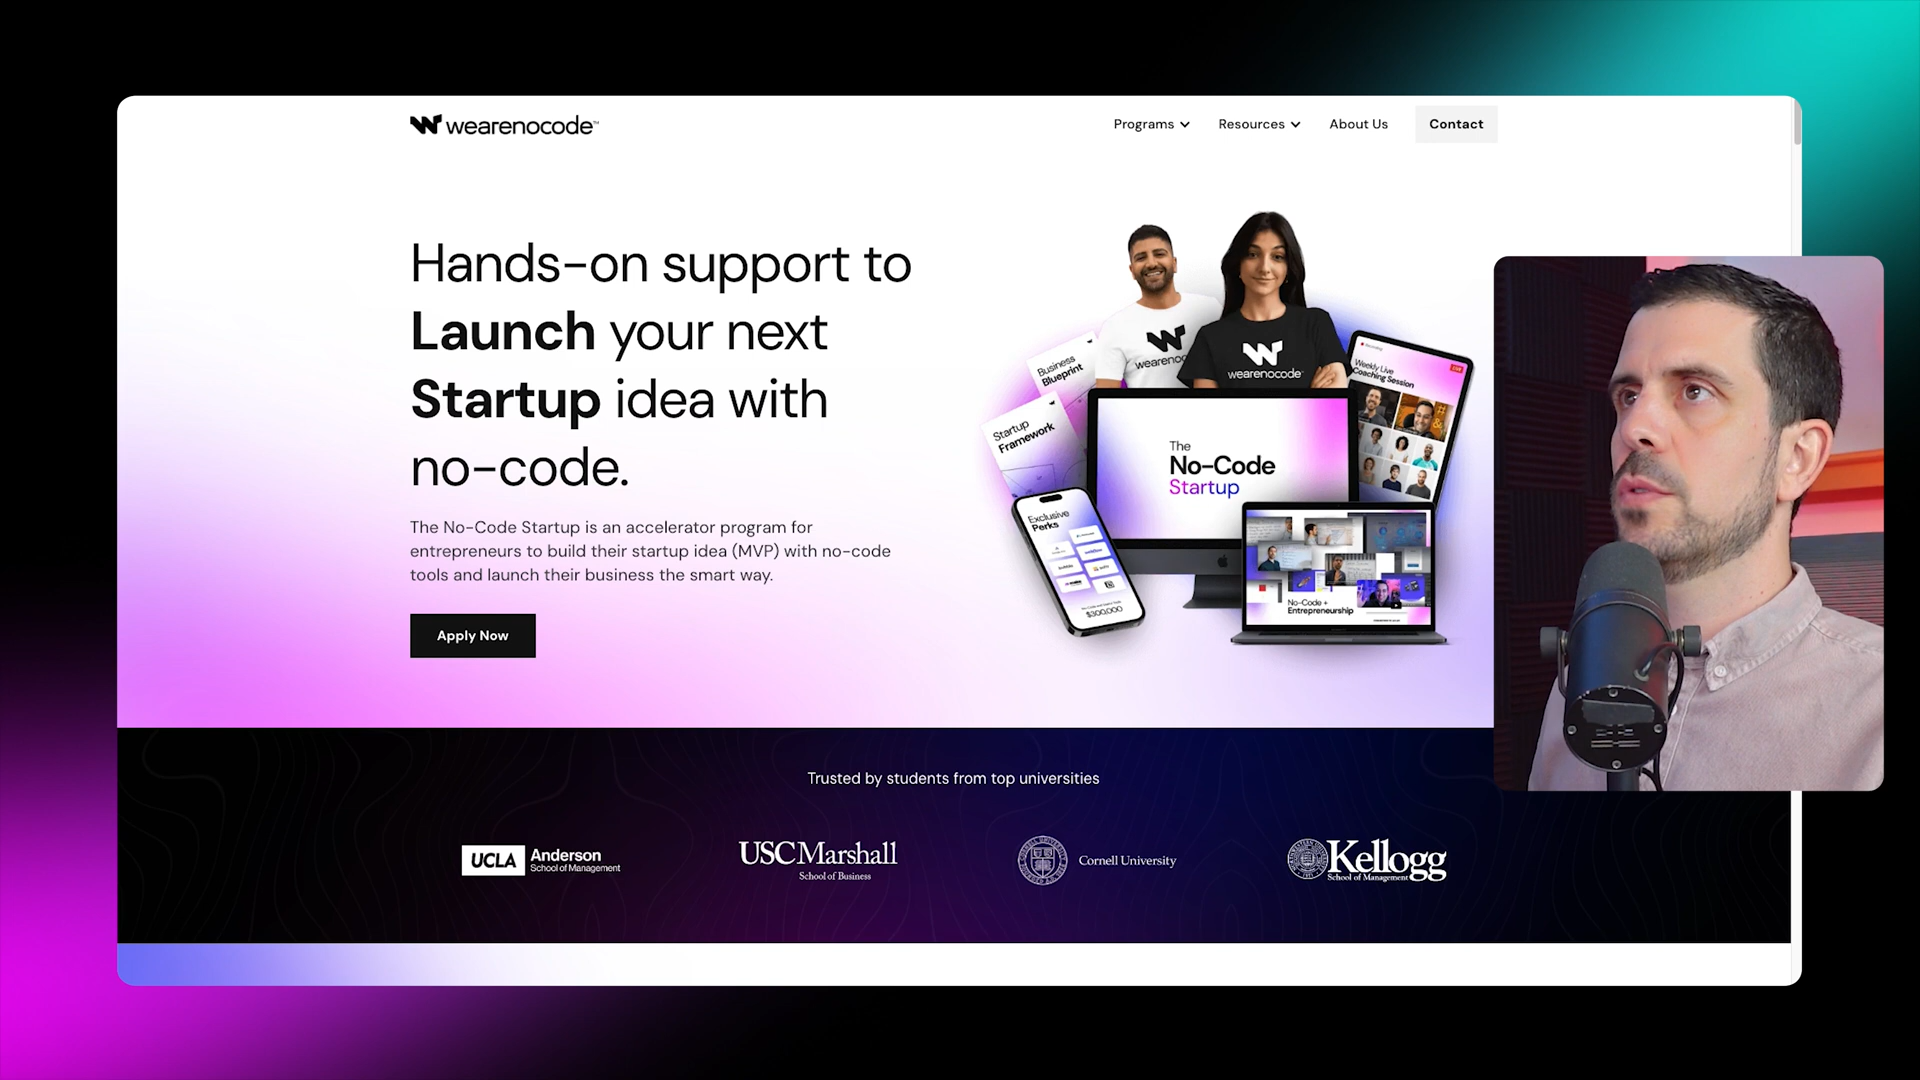 wearenocode™
Programs
Resources
About Us
Contact
Hands-on support to
Launch your next
Startup idea with
no-code.
The No-Code Startup is an accelerator program for
entrepreneurs to build their startup idea (MVP) with no-code
tools and launch their business the smart way.
Apply Now
wearenoc
wearenocode
Business
Blueprint
Startup
Framework
Weekly Live
Coaching Session
The
No-Code
Startup
Exclusive
Perks
$300,000
No-Code +
Entrepreneurship
Trusted by students from top universities
UCLA Anderson
School of Management
USC Marshall
School of Business
Cornell University
Kellogg
School of Management